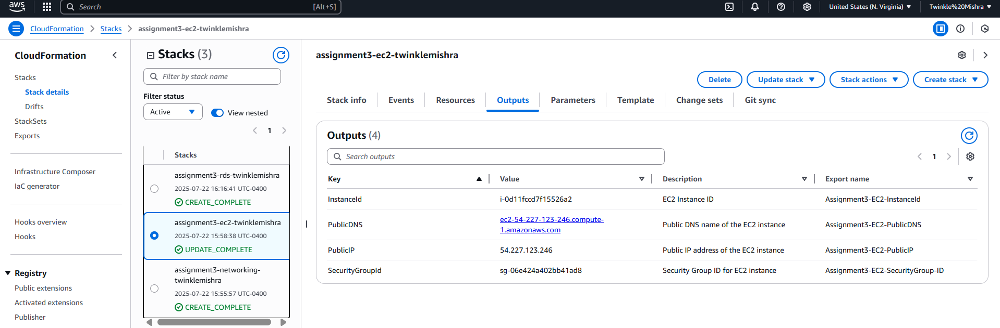 aws
Search
[Alt+S]
United States (N. Virginia)
Twinkle%20Mishra
CloudFormation
Stacks
assignment3-ec2-twinklemishra
CloudFormation
Stacks
Stack details
Drifts
StackSets
Exports
Infrastructure Composer
IaC generator
Hooks overview
Hooks
Registry
Public extensions
Activated extensions
Publisher
Stacks (3)
Filter by stack name
Filter status
Active
View nested
1
Stacks
assignment3-rds-twinklemishra
2025-07-22 16:16:41 UTC-0400
CREATE_COMPLETE
assignment3-ec2-twinklemishra
2025-07-22 15:58:38 UTC-0400
UPDATE_COMPLETE
assignment3-networking-
twinklemishra
2025-07-22 15:55:57 UTC-0400
CREATE_COMPLETE
assignment3-ec2-twinklemishra
Delete
Update stack
Stack actions
Create stack
Stack info
Events
Resources
Outputs
Parameters
Template
Change sets
Git sync
Outputs (4)
Search outputs
1
Key
Value
Description
Export name
InstanceId
i-0d11fccd7f15526a2
EC2 Instance ID
Assignment3-EC2-InstanceId
PublicDNS
ec2-54-227-123-246.compute-
1.amazonaws.com
Public DNS name of the EC2 instance
Assignment3-EC2-PublicDNS
PublicIP
54.227.123.246
Public IP address of the EC2 instance
Assignment3-EC2-PublicIP
SecurityGroupId
sg-06e424a402bb41ad8
Security Group ID for EC2 instance
Assignment3-EC2-SecurityGroup-ID